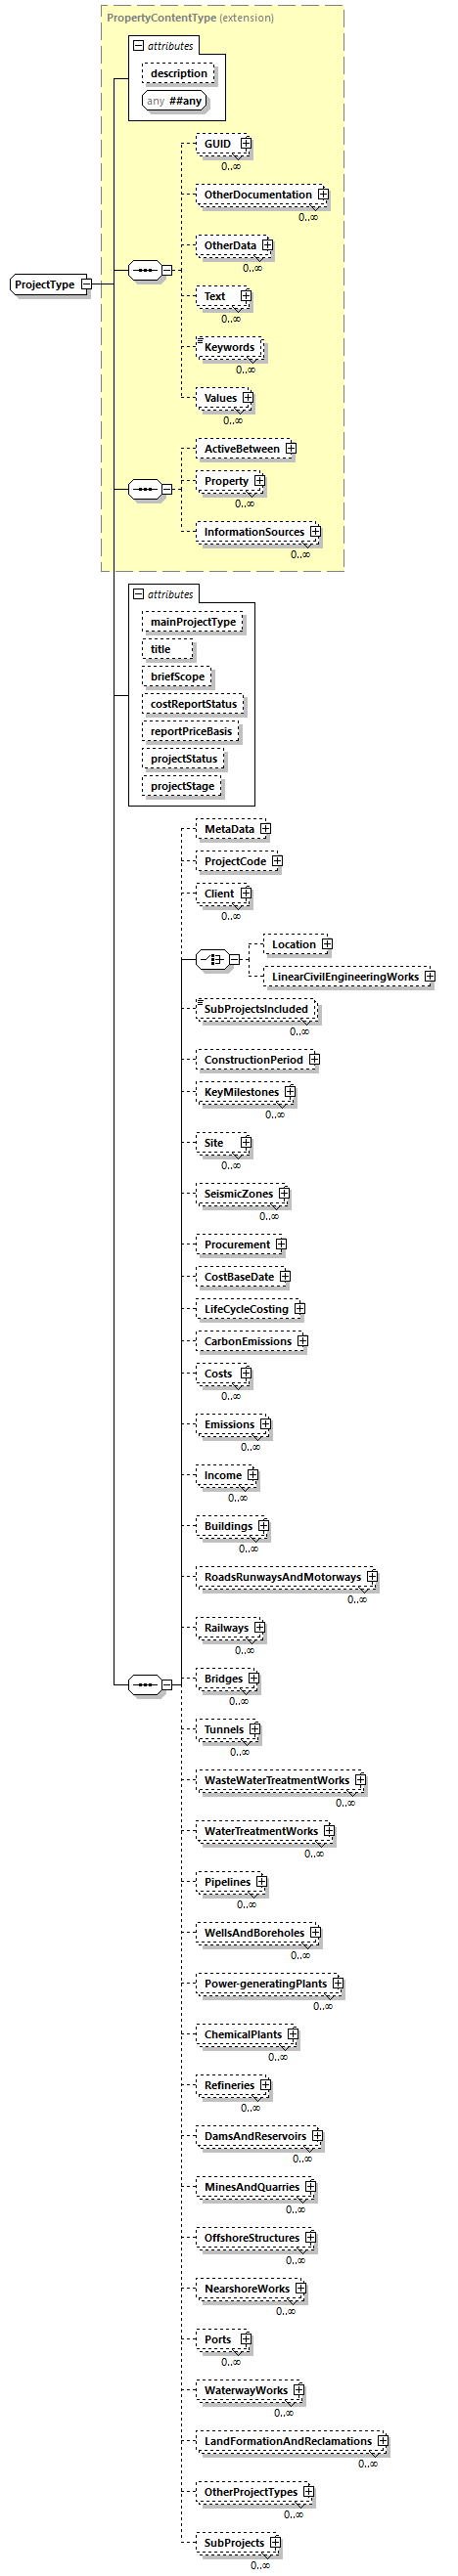 PropertyContentType (extension)
attributes
description
any ##any
GUID
0..∞
OtherDocumentation
0..∞
OtherData
0..∞
ProjectType
Text
0..∞
Keywords
0..∞
Values
0..∞
ActiveBetween
Property
0..∞
InformationSources
0..∞
attributes
mainProjectType
title
briefScope
costReportStatus
reportPriceBasis
projectStatus
projectStage
MetaData
ProjectCode
Client
0..∞
Location
LinearCivilEngineeringWorks
SubProjectsIncluded
0..∞
ConstructionPeriod
KeyMilestones
0..∞
Site
0..∞
SeismicZones
0..∞
Procurement
CostBaseDate
LifeCycleCosting
CarbonEmissions
Costs
0..∞
Emissions
0..∞
Income
0..∞
Buildings
0..∞
RoadsRunwaysAndMotorways
0..∞
Railways
0..∞
Bridges
0..∞
Tunnels
0..∞
WasteWaterTreatmentWorks
0..∞
WaterTreatmentWorks
0..∞
Pipelines
0..∞
WellsAndBoreholes
0..∞
Power-generatingPlants
0..∞
ChemicalPlants
0..∞
Refineries
0..∞
DamsAndReservoirs
0..∞
MinesAndQuarries
0..∞
OffshoreStructures
0..∞
NearshoreWorks
0..∞
Ports
0..∞
WaterwayWorks
0..∞
LandFormationAndReclamations
0..∞
OtherProjectTypes
0..∞
SubProjects
0..∞